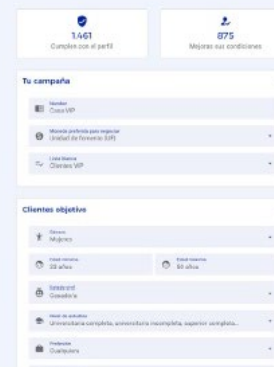 1.461
Cumplen con el perfil
875
Mejoras sus condiciones
Tu campaña
Nombre
Casa VIP
Moneda preferida para negociar
Unidad de Fomento (UF)
Lista blanca
Clientes VIP
Clientes objetivo
Género
Mujeres
Edad mínima
35 años
Edad máxima
50 años
Estado civil
Casado/a
Nivel de estudios
Universitaria completa, universitaria incompleta, superior completa...
Profesión
Cualquiera